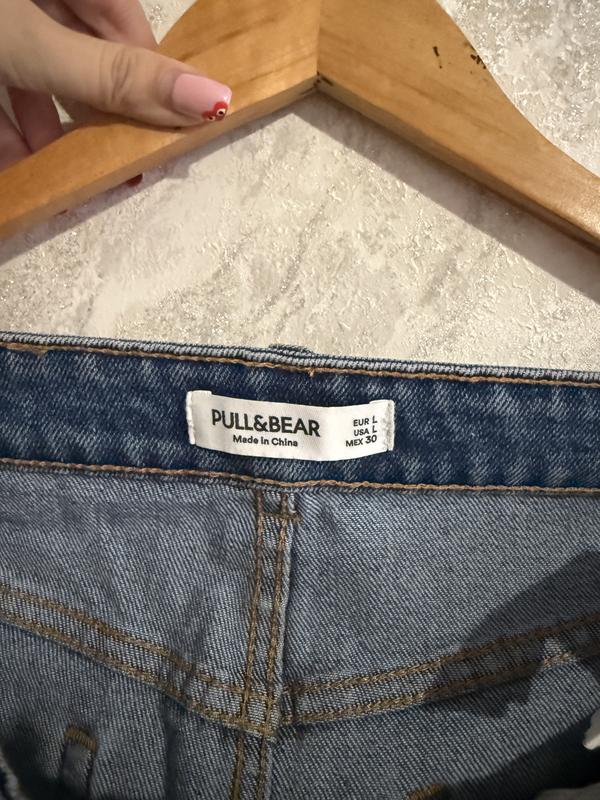 PULL&BEAR
Made in China
EUR L
USA L
MEX 30